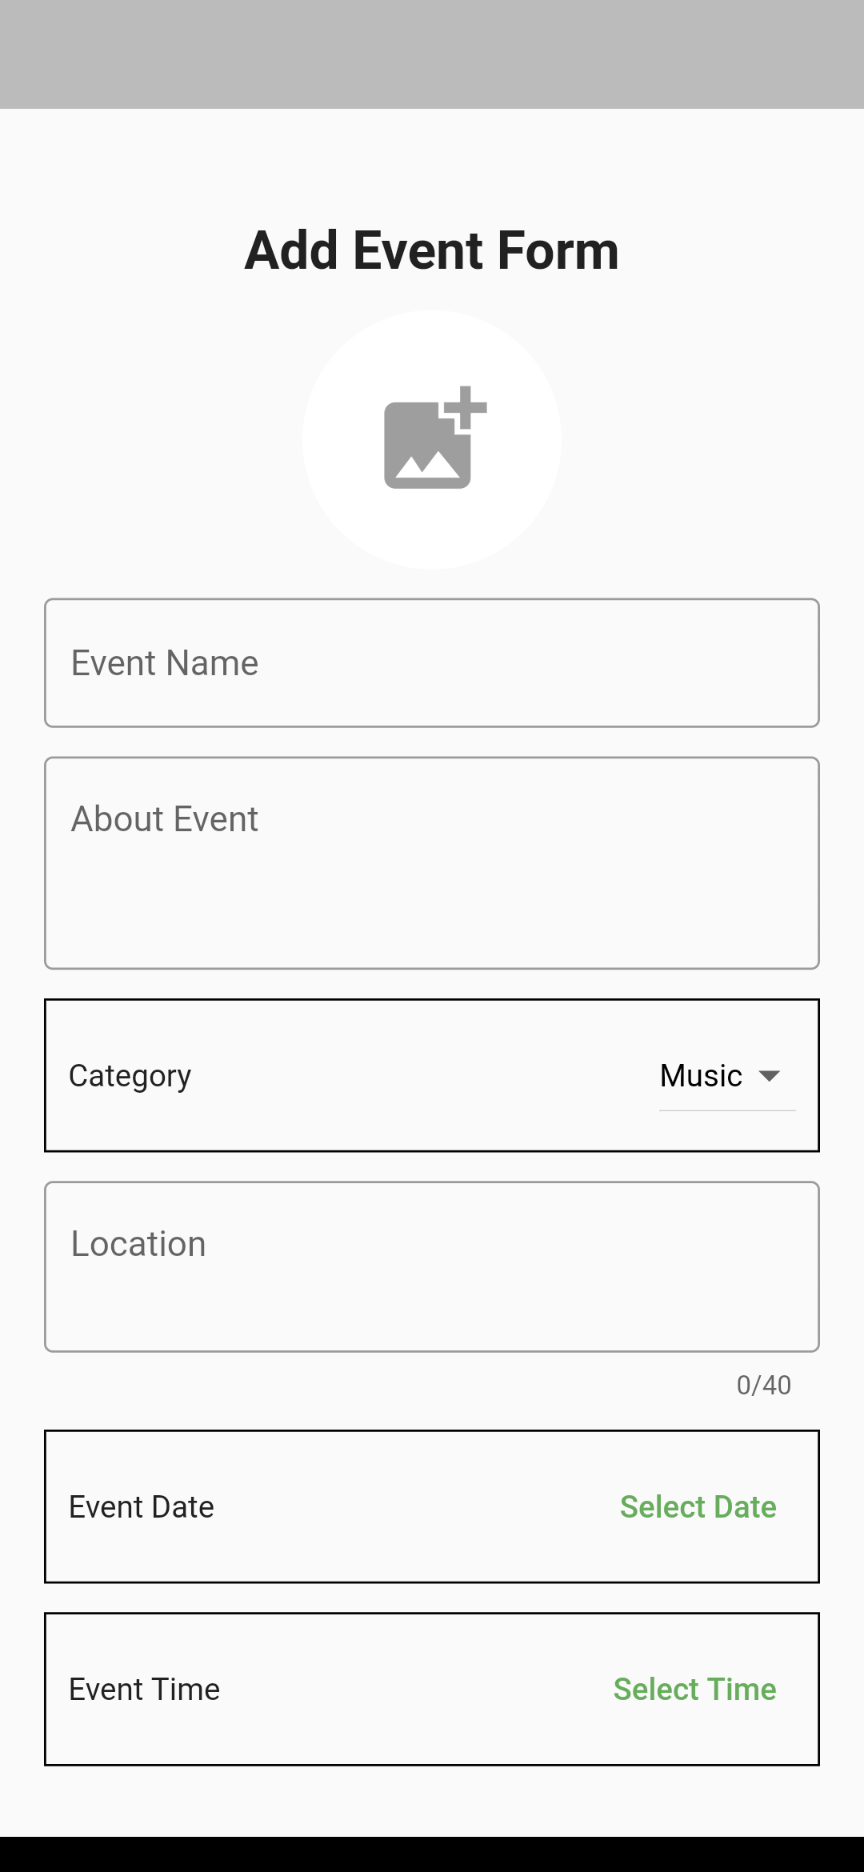 Add Event Form
Event Name
About Event
Category Music
Location
0/40
Event Date Select Date
Event Time Select Time